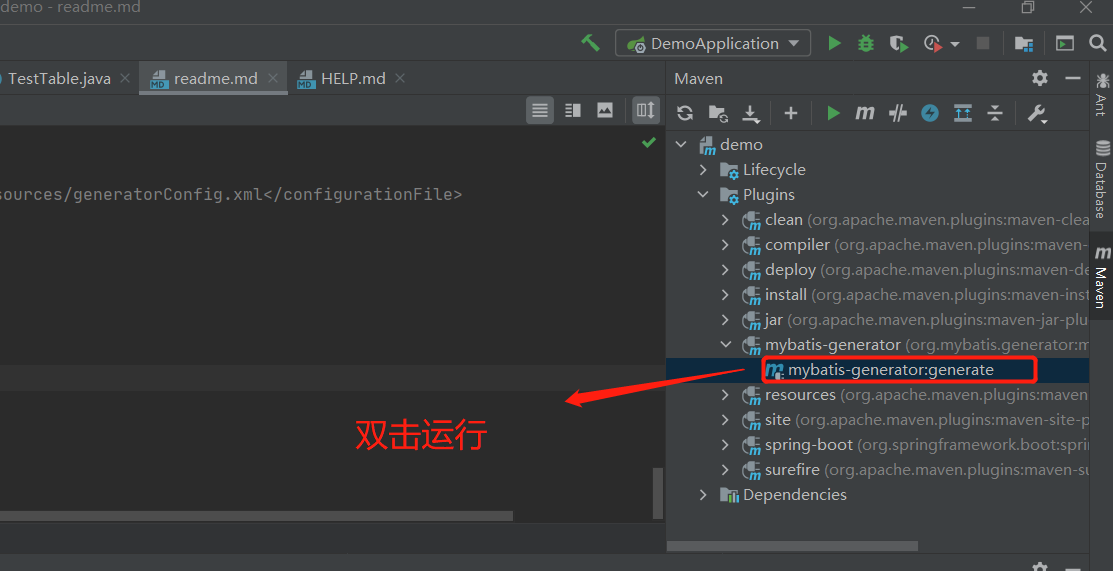 demo - readme.md
DemoApplication
TestTable.java
readme.md
HELP.md
Maven
sources/generatorConfig.xml</configurationFile>
demo
Lifecycle
Plugins
clean (org.apache.maven.plugins:maven-clea
compiler (org.apache.maven.plugins:maven-
deploy (org.apache.maven.plugins:maven-de
install (org.apache.maven.plugins:maven-inst
jar (org.apache.maven.plugins:maven-jar-plu
mybatis-generator (org.mybatis.generator:m
mybatis-generator:generate
resources (org.apache.maven.plugins:maven
site (org.apache.maven.plugins:maven-site-p
spring-boot (org.springframework.boot:sprin
surefire (org.apache.maven.plugins:maven-su
Dependencies
双击运行
Ant
Database
Maven